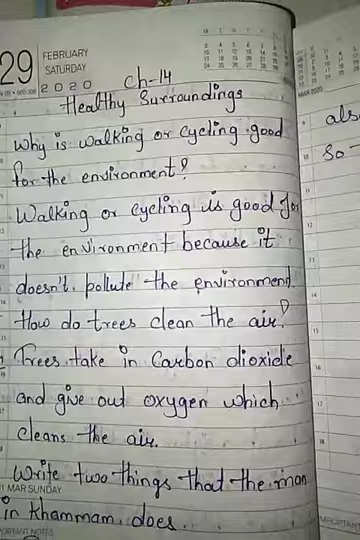 29
FEBRUARY
SATURDAY
2020
Ch-14
Healthy Surroundings
Why is walking or cycling good
for the environment?
Walking or cycling is good for
the environment because it
doesn't pollute the environment.
How do trees clean the air?
Trees take in Carbon dioxide
and give out oxygen which
cleans the air.
Write two things that the man
1 MAR SUNDAY
in Khammam does.
MAR 2020
also
So